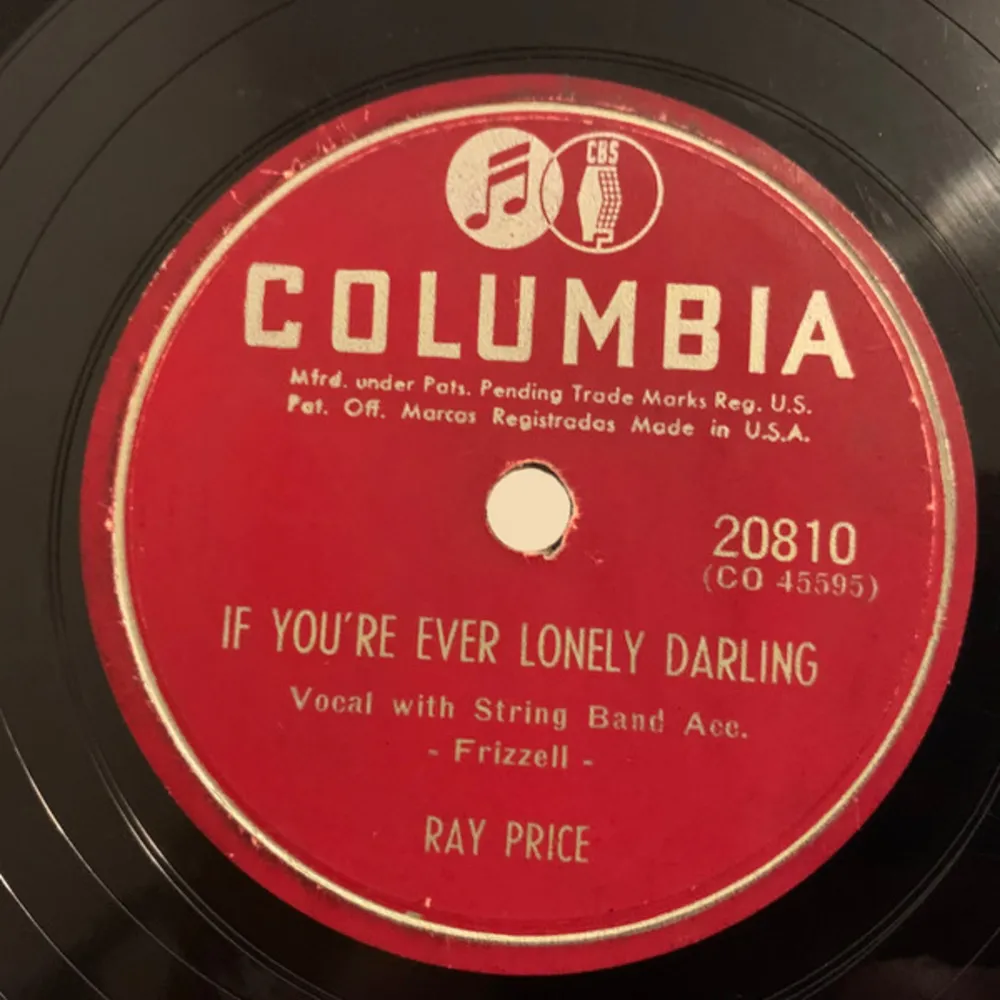 CBS
COLUMBIA
Mfrd. under Pats. Pending Trade Marks Reg. U.S.
Pat. Off. Marcas Registradas Made in U.S.A.
20810
(CO 45595)
IF YOU'RE EVER LONELY DARLING
Vocal with String Band Acc.
- Frizzell -
RAY PRICE